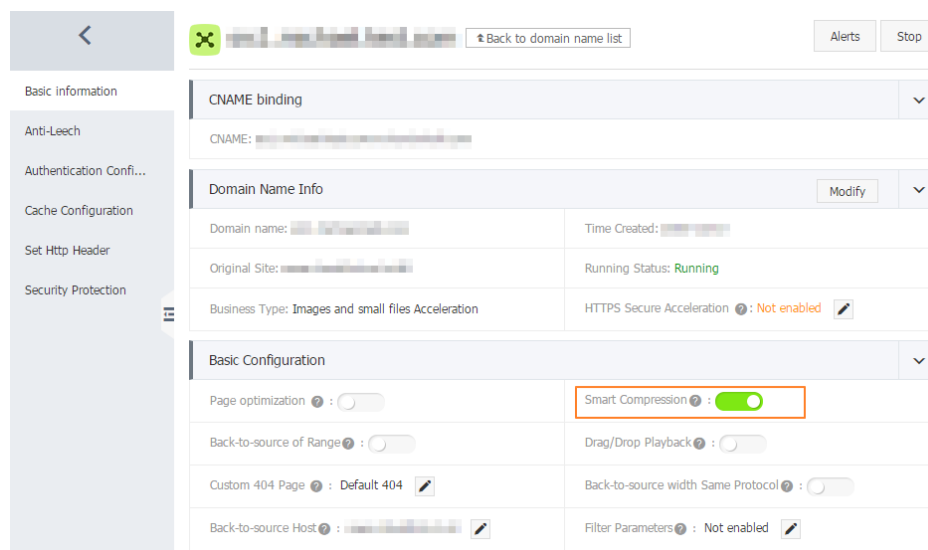 Back to domain name list
Alerts
Stop
Basic information
Anti-Leech
Authentication Confi...
Cache Configuration
Set Http Header
Security Protection
CNAME binding
CNAME:
Domain Name Info
Modify
Domain name:
Time Created:
Original Site:
Running Status: Running
Business Type: Images and small files Acceleration
HTTPS Secure Acceleration ? : Not enabled
Basic Configuration
Page optimization ? :
Smart Compression ? :
Back-to-source of Range ? :
Drag/Drop Playback ? :
Custom 404 Page ? : Default 404
Back-to-source width Same Protocol ? :
Back-to-source Host ? :
Filter Parameters ? : Not enabled